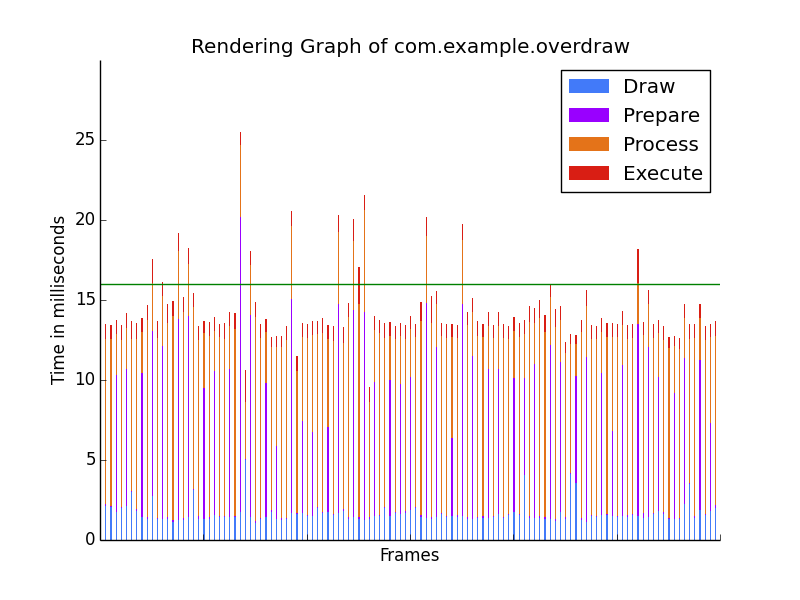 Rendering Graph of com.example.overdraw
Draw
Prepare
Process
Execute
25
20
15
10
5
0
Time in milliseconds
Frames